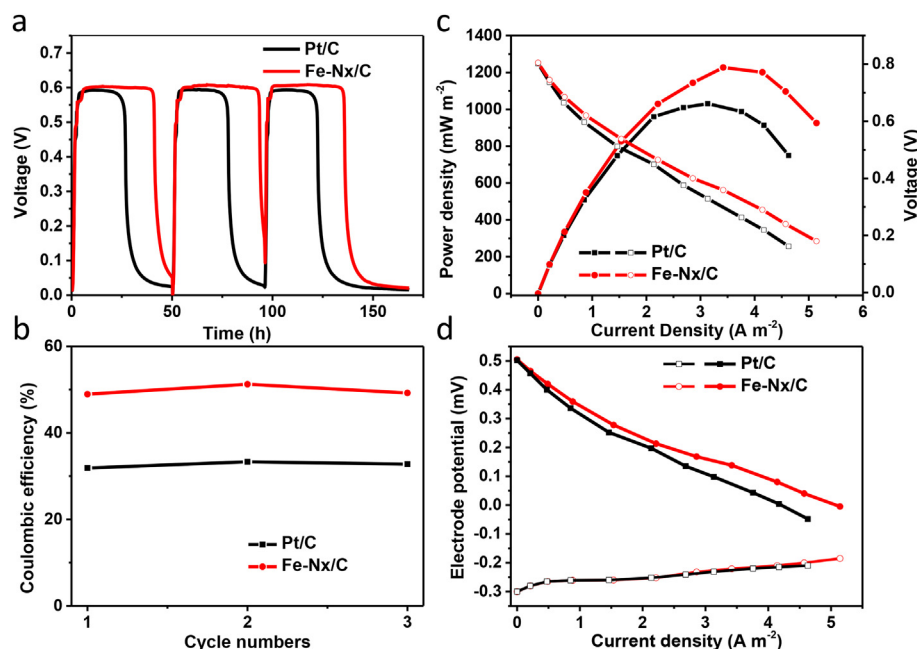 a
Pt/C
Fe-Nx/C
Voltage (V)
0.7
0.6
0.5
0.4
0.3
0.2
0.1
0.0
0
50
100
150
Time (h)
c
Pt/C
Fe-Nx/C
Power density (mW m-2)
1400
1200
1000
800
600
400
200
0
0.8
0.6
0.4
0.2
0.0
Voltage (V)
0
1
2
3
4
5
6
Current Density (A m-2)
b
Coulombic efficiency (%)
60
50
40
30
20
10
0
Pt/C
Fe-Nx/C
1
2
3
Cycle numbers
d
Pt/C
Fe-Nx/C
Electrode potential (mV)
0.5
0.4
0.3
0.2
0.1
0.0
-0.1
-0.2
-0.3
0
1
2
3
4
5
Current density (A m-2)